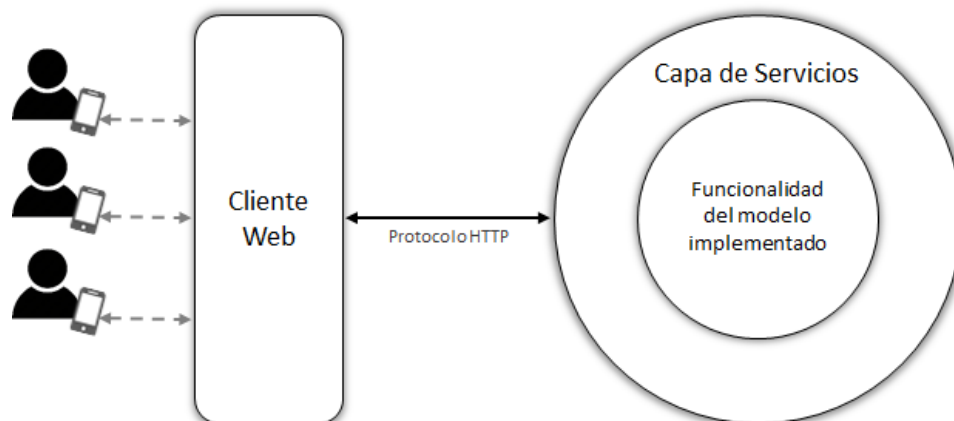 Capa de Servicios
Cliente
Web
Protocolo HTTP
Funcionalidad
del modelo
implementado